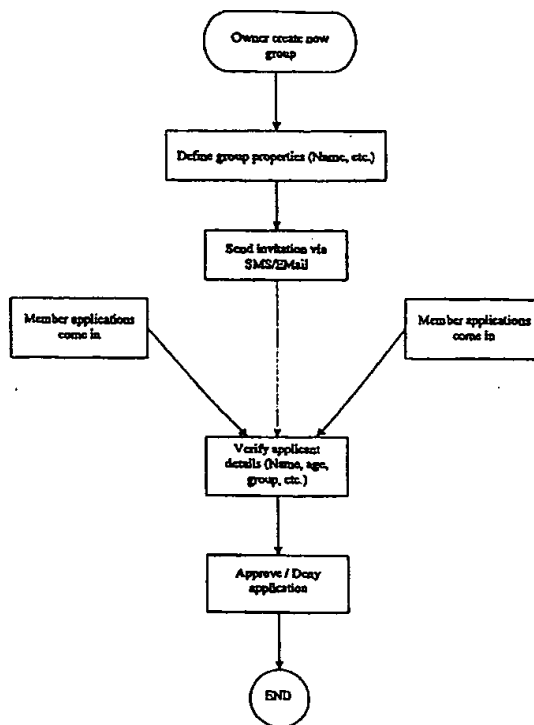 Owner create new
group
Define group properties (Name, etc.)
Send invitation via
SMS/EMail
Member applications
come in
Member applications
come in
Verify applicant
details (Name, age,
group, etc.)
Approve / Deny
application
END